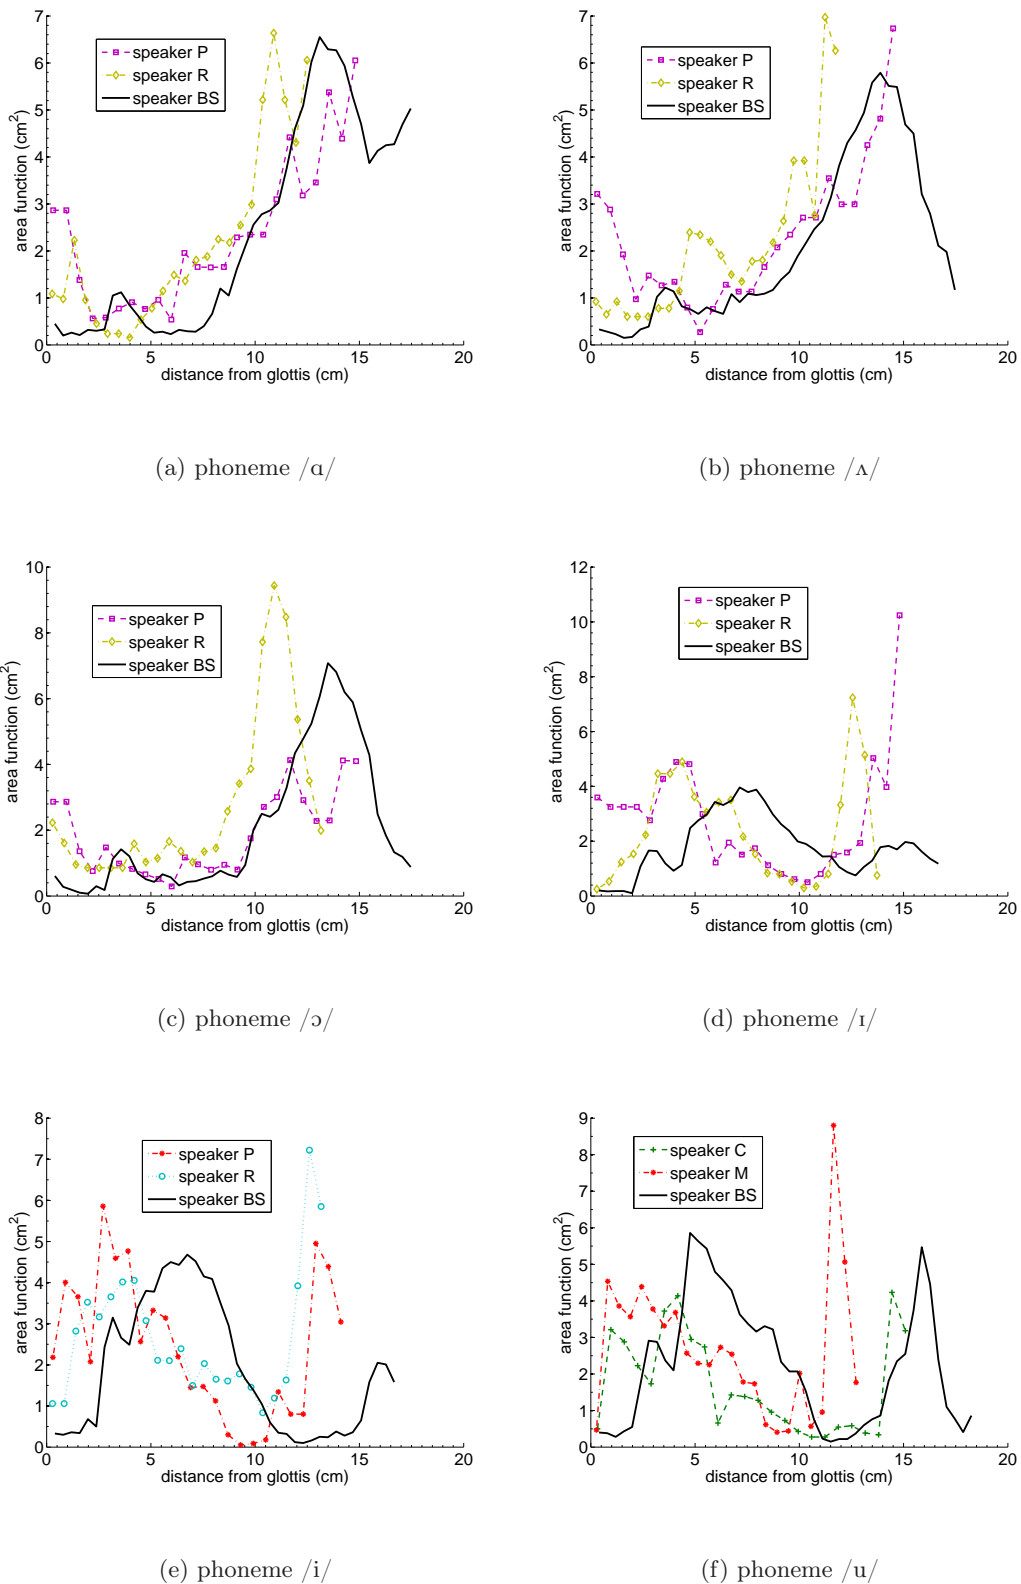 7
6
5
4
3
2
1
0
area function (cm²)
speaker P
speaker R
speaker BS
0 5 10 15 20
distance from glottis (cm)
(a) phoneme /ɑ/
7
6
5
4
3
2
1
0
area function (cm²)
speaker P
speaker R
speaker BS
0 5 10 15 20
distance from glottis (cm)
(b) phoneme /ʌ/
10
8
6
4
2
0
area function (cm²)
speaker P
speaker R
speaker BS
0 5 10 15 20
distance from glottis (cm)
(c) phoneme /ɔ/
12
10
8
6
4
2
0
area function (cm²)
speaker P
speaker R
speaker BS
0 5 10 15 20
distance from glottis (cm)
(d) phoneme /ɪ/
8
7
6
5
4
3
2
1
0
area function (cm²)
speaker P
speaker R
speaker BS
0 5 10 15 20
distance from glottis (cm)
(e) phoneme /i/
9
8
7
6
5
4
3
2
1
0
area function (cm²)
speaker C
speaker M
speaker BS
0 5 10 15 20
distance from glottis (cm)
(f) phoneme /u/